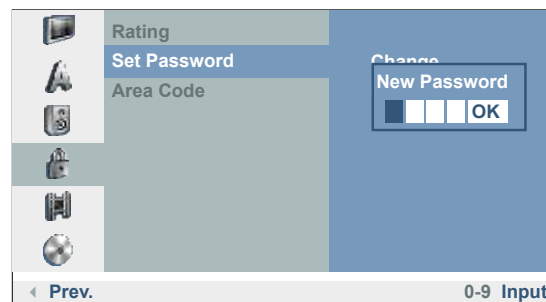 Rating
Set Password
Change
New Password
Area Code
OK
Prev.
0-9 Input